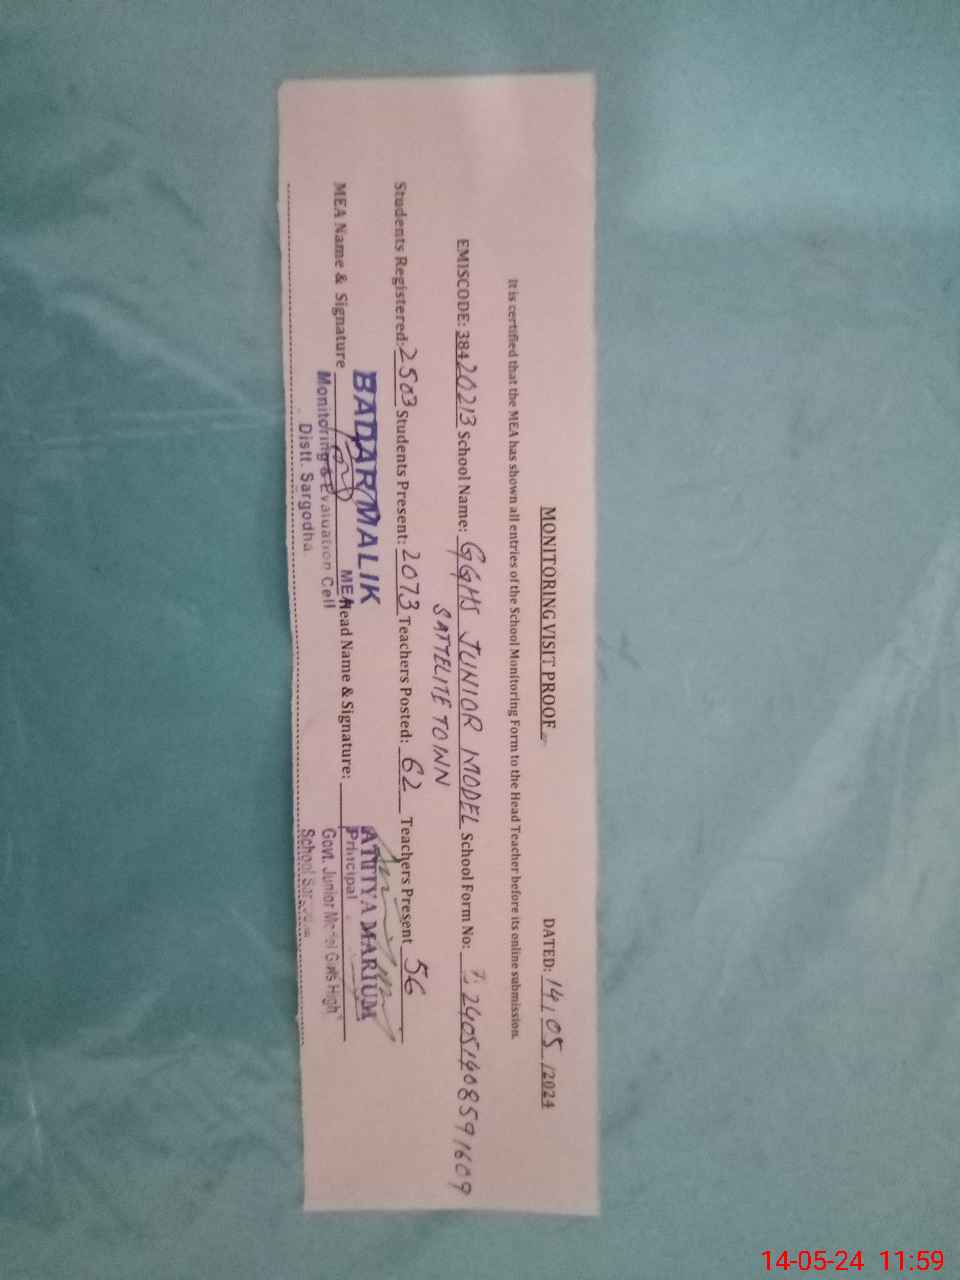 MONITORING VISIT PROOF
DATED: 14/05/2024
It is certified that the MEA has shown all entries of the School Monitoring Form to the Head Teacher before its online submission.
EMISCODE: 38420213 School Name: GGHS JUNIOR MODEL School Form No: 24051408591609
SATTELITE TOWN
Students Registered: 2503 Students Present: 2073 Teachers Posted: 62 Teachers Present 56
MEA Name & Signature Head Name & Signature:
BADAR MALIK
MEA
Monitoring & Evaluation Cell
Distt. Sargodha
ATTIYA MARIUM
Principal
Govt. Junior Model Girls High
School
14-05-24 11:59